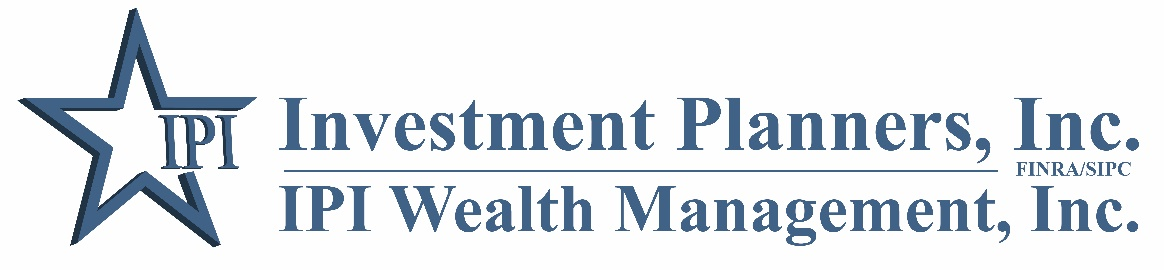 IPI
Investment Planners, Inc.
FINRA/SIPC
IPI Wealth Management, Inc.